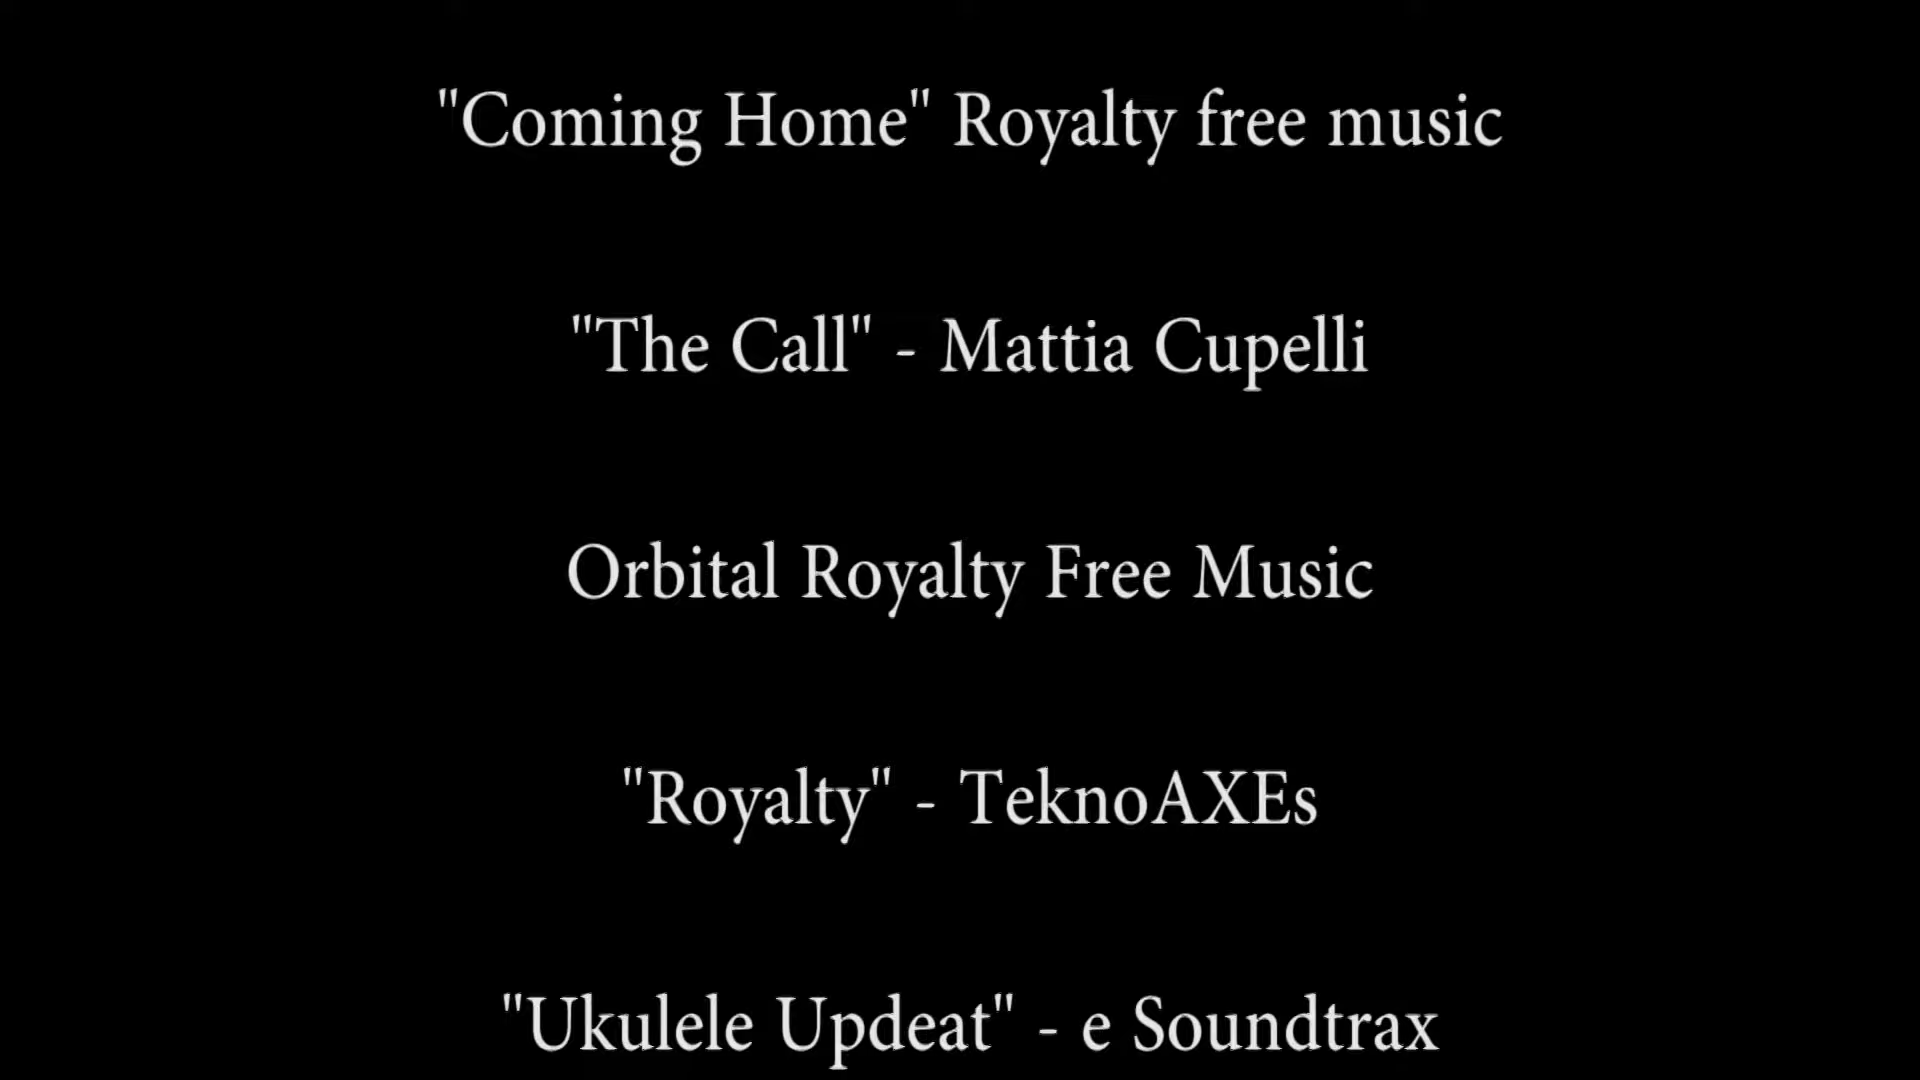 "Coming Home" Royalty free music
"The Call" - Mattia Cupelli
Orbital Royalty Free Music
"Royalty" - TeknoAXEs
"Ukulele Updeat" - e Soundtrax